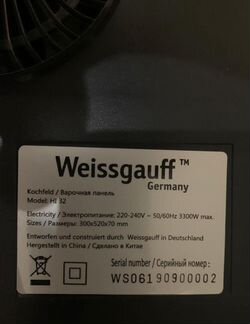 Weissgauff™
Germany
Kochfeld / Варочная панель
Model: HI 32
Electricity / Электропитание: 220-240V ~ 50/60Hz 3300W max.
Sizes / Размеры: 300x520x70 mm
Entworfen und construiert durch Weissgauff in Deutschland
Hergestellt in China / Сделано в Китае
Serial number / Серийный номер:
WS06190900002